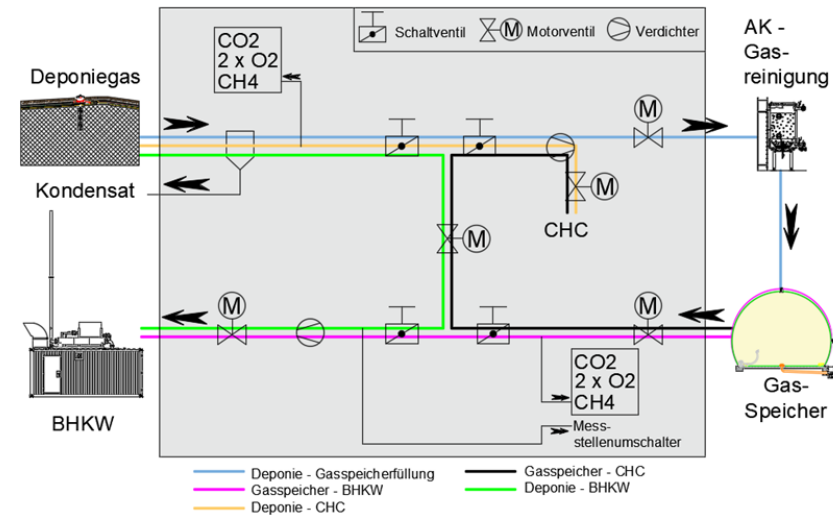 CO2
2 x O2
CH4
Schaltventil
M
Motorventil
Verdichter
AK -
Gas-
reinigung
Deponiegas
M
Kondensat
M
CHC
M
BHKW
M
M
CO2
2 x O2
CH4
Mess-
stellenumschalter
Gas-
Speicher
Deponie - Gasspeicherfüllung
Gasspeicher - BHKW
Deponie - CHC
Gasspeicher - CHC
Deponie - BHKW